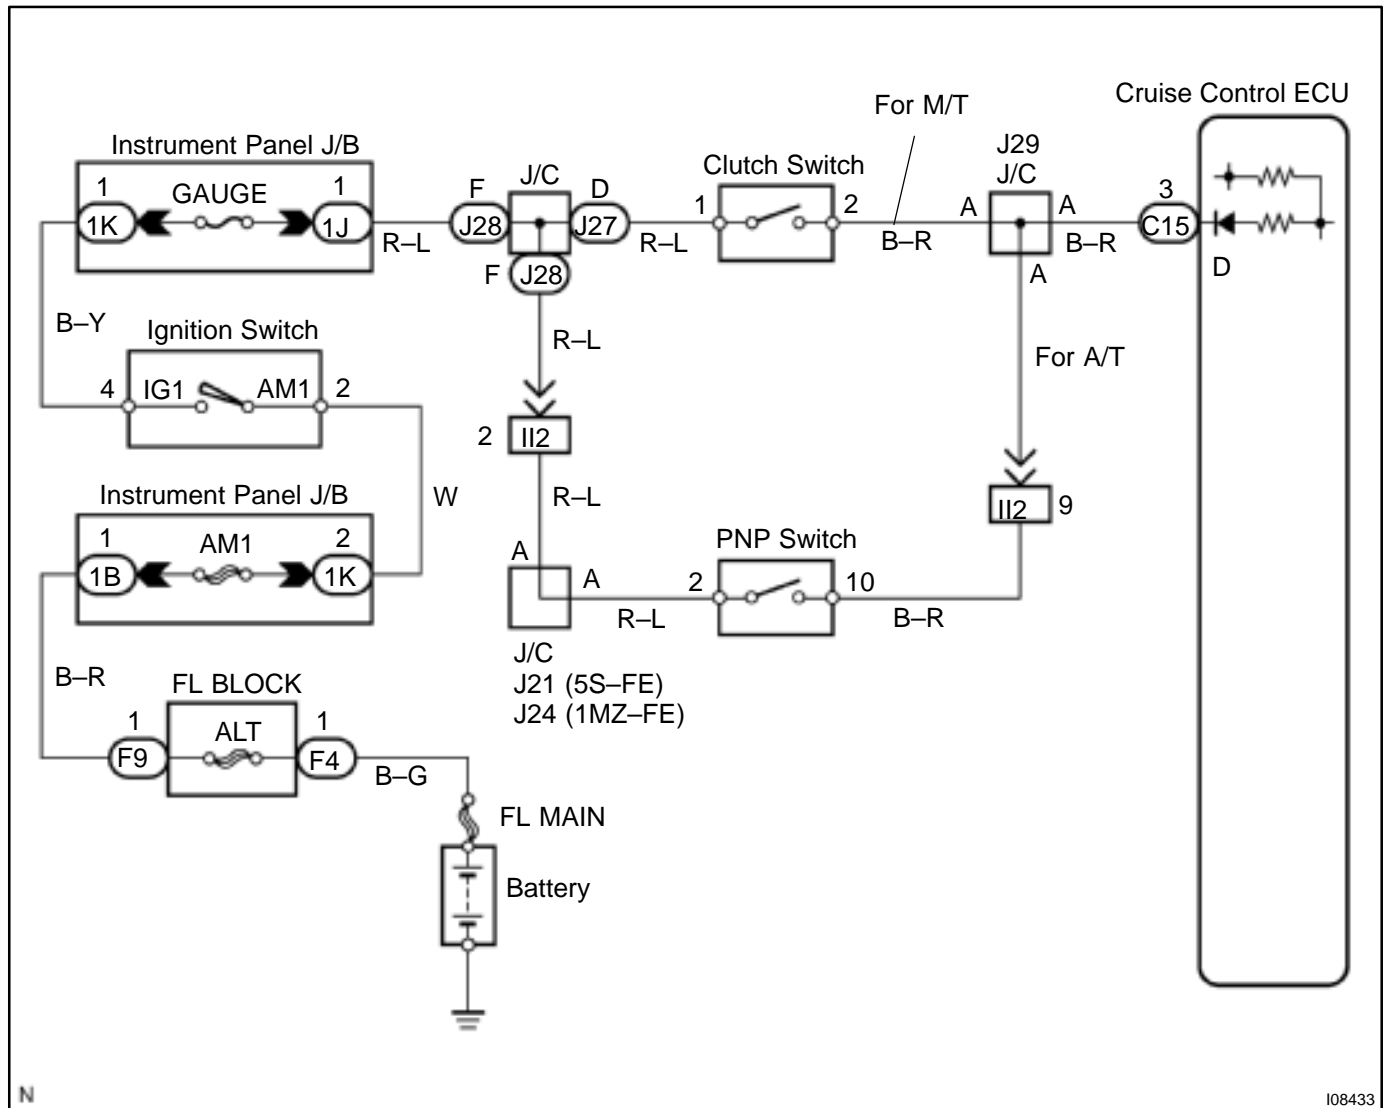 Cruise Control ECU
For M/T
Instrument Panel J/B
J/C
Clutch Switch
J29
J/C
1 GAUGE 1
F D
1 2
A A
3
1K 1J
J28 J27
C15
R–L
R–L
B–R
B–R
F J28
A
D
B–Y
Ignition Switch
R–L
For A/T
4 IG1 AM1 2
2 II2
Instrument Panel J/B
W
R–L
II2 9
1 AM1 2
A
PNP Switch
1B 1K
A
2 10
R–L
B–R
J/C
J21 (5S–FE)
J24 (1MZ–FE)
B–R
FL BLOCK
1 ALT 1
F9 F4
B–G
FL MAIN
Battery
N
I08433